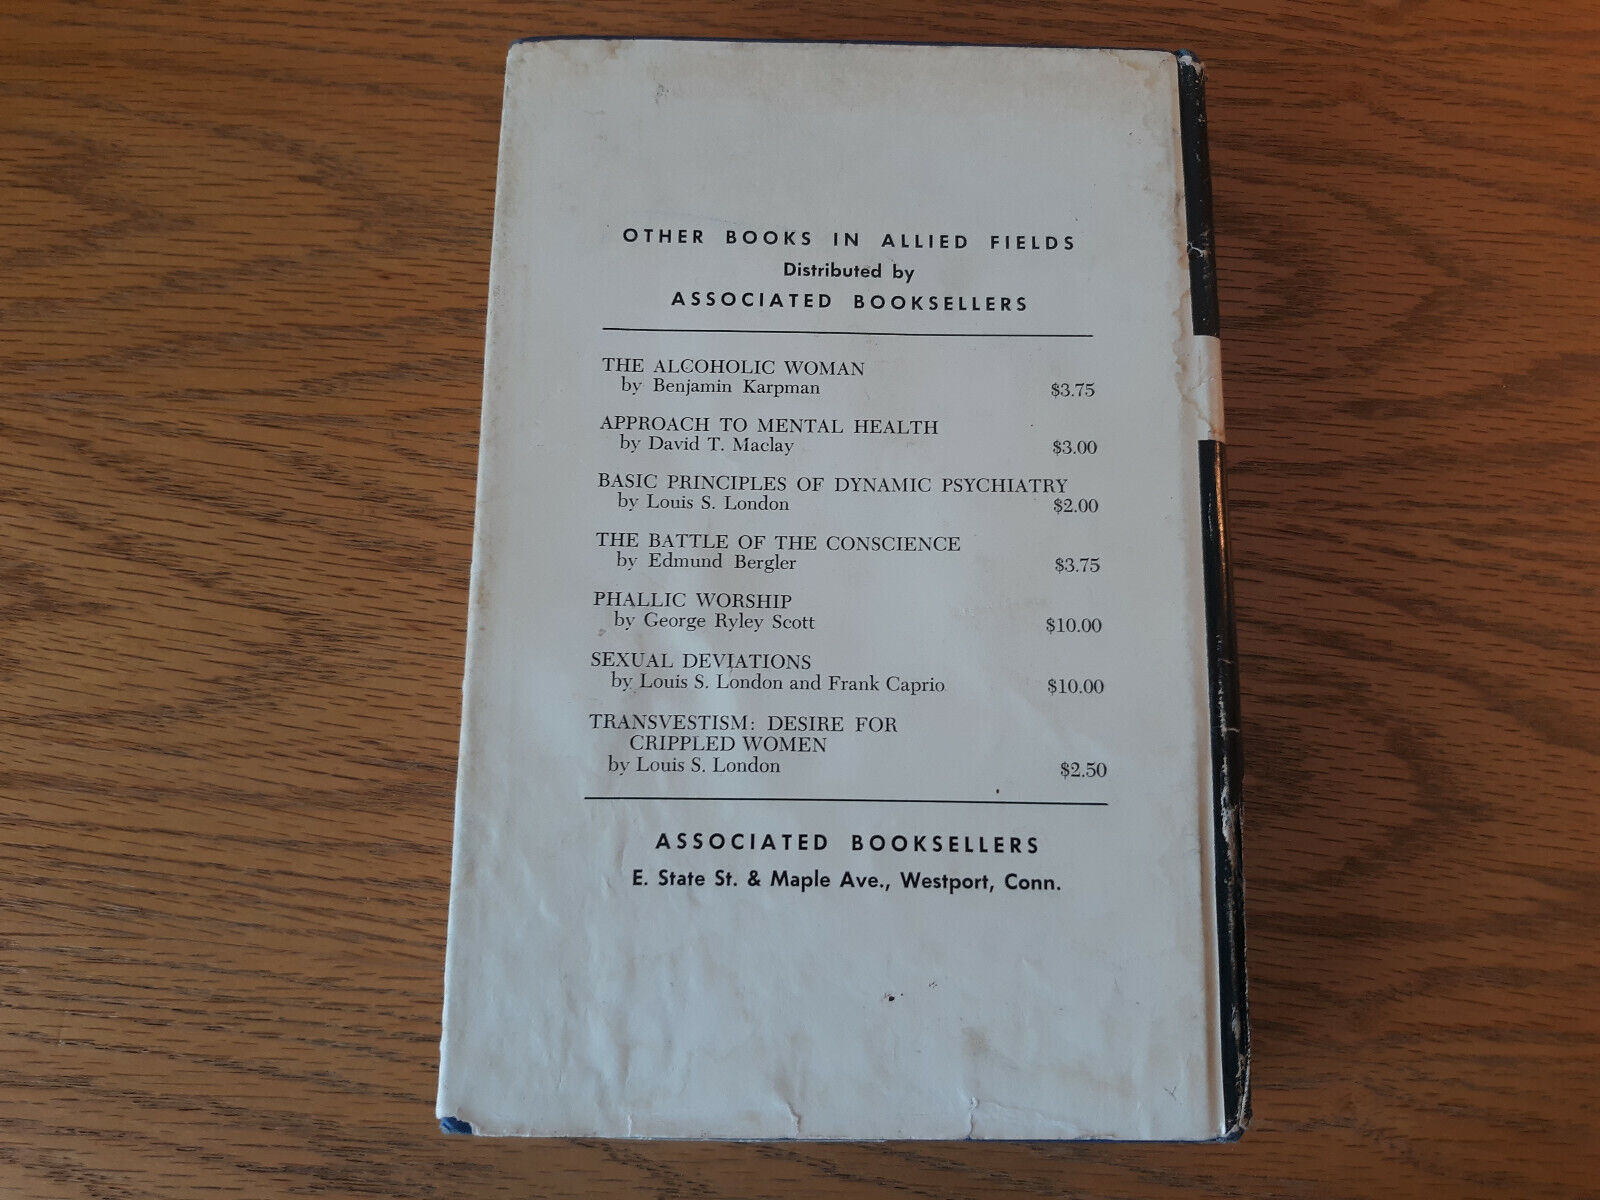 OTHER BOOKS IN ALLIED FIELDS
Distributed by
ASSOCIATED BOOKSELLERS
THE ALCOHOLIC WOMAN
by Benjamin Karpman $3.75
APPROACH TO MENTAL HEALTH
by David T. Maclay $3.00
BASIC PRINCIPLES OF DYNAMIC PSYCHIATRY
by Louis S. London $2.00
THE BATTLE OF THE CONSCIENCE
by Edmund Bergler $3.75
PHALLIC WORSHIP
by George Ryley Scott $10.00
SEXUAL DEVIATIONS
by Louis S. London and Frank Caprio $10.00
TRANSVESTISM: DESIRE FOR
CRIPPLED WOMEN
by Louis S. London $2.50
ASSOCIATED BOOKSELLERS
E. State St. & Maple Ave., Westport, Conn.